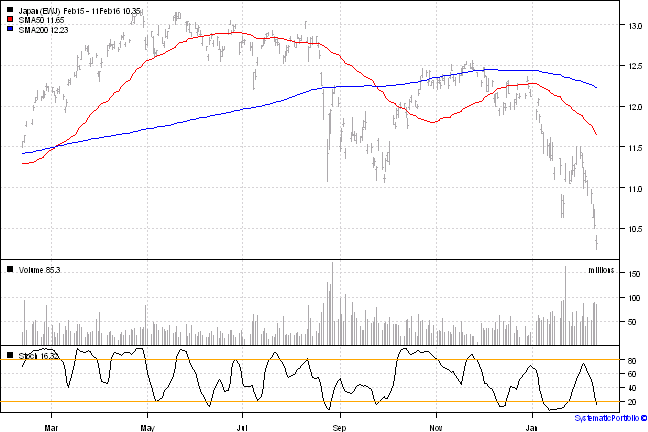 Japan (EWJ) Feb15 - 11Feb16 10.35
SMA50 11.65
SMA200 12.23
13.0
12.5
12.0
11.5
11.0
10.5
Volume 85.3
millions
150
100
50
Stoch 16.32
80
60
40
20
Mar May Jul Sep Nov Jan
SystematicPortfolio ©